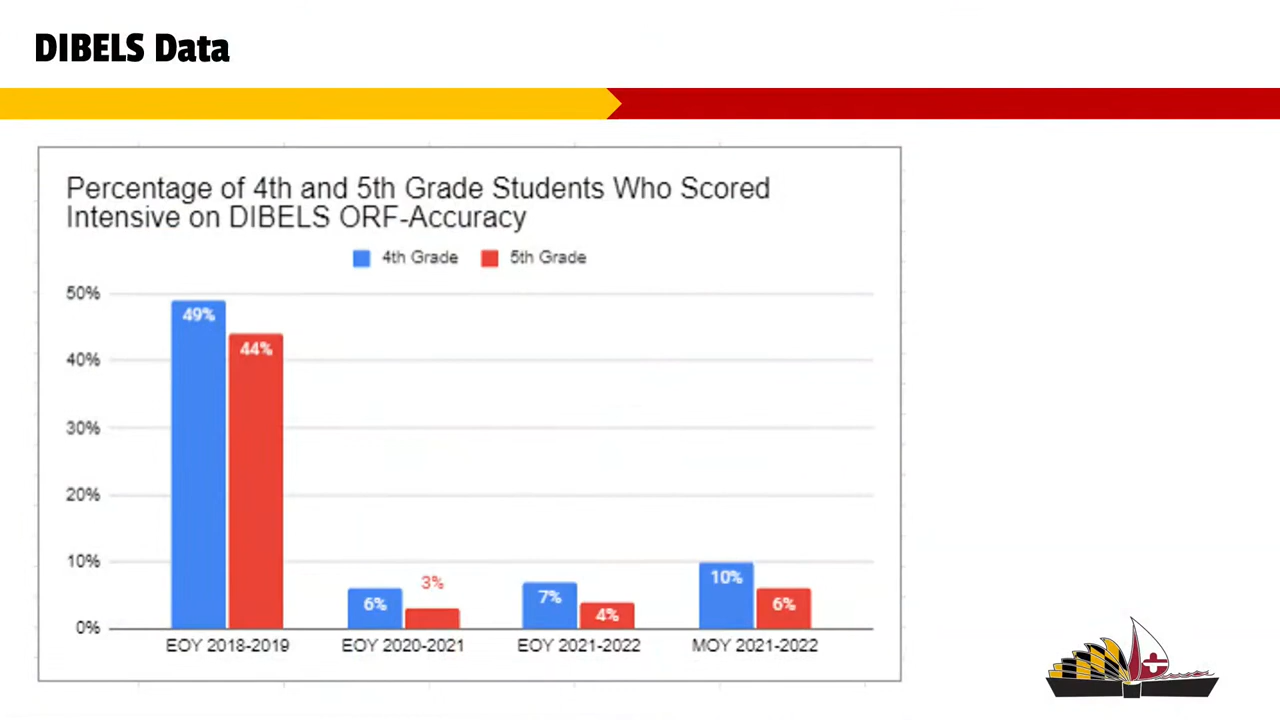 DIBELS Data
Percentage of 4th and 5th Grade Students Who Scored
Intensive on DIBELS ORF-Accuracy
4th Grade 5th Grade
50%
49%
44%
40%
30%
20%
10%
10%
3%
6%
7%
4%
6%
0%
EOY 2018-2019 EOY 2020-2021 EOY 2021-2022 MOY 2021-2022